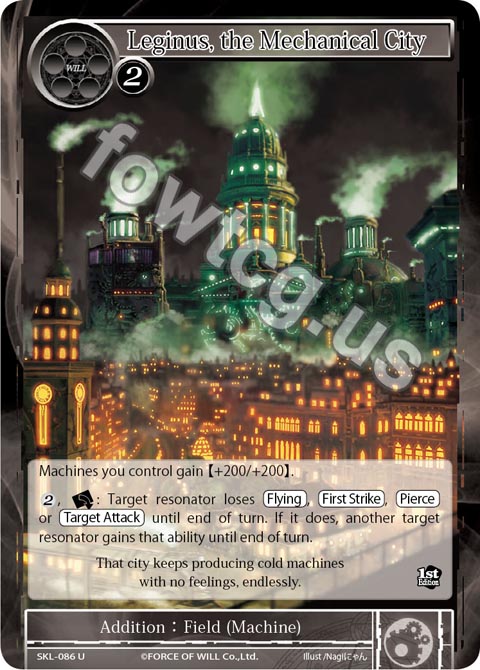 Leginus, the Mechanical City
WILL
2
fowtcg.us
Machines you control gain 【+200/+200】.
2, : Target resonator loses Flying, First Strike, Pierce
or Target Attack until end of turn. If it does, another target
resonator gains that ability until end of turn.
That city keeps producing cold machines
with no feelings, endlessly.
1st
Edition
Addition : Field (Machine)
SKL-086 U ©FORCE OF WILL Co.,Ltd. Illust /Nagiにゃん